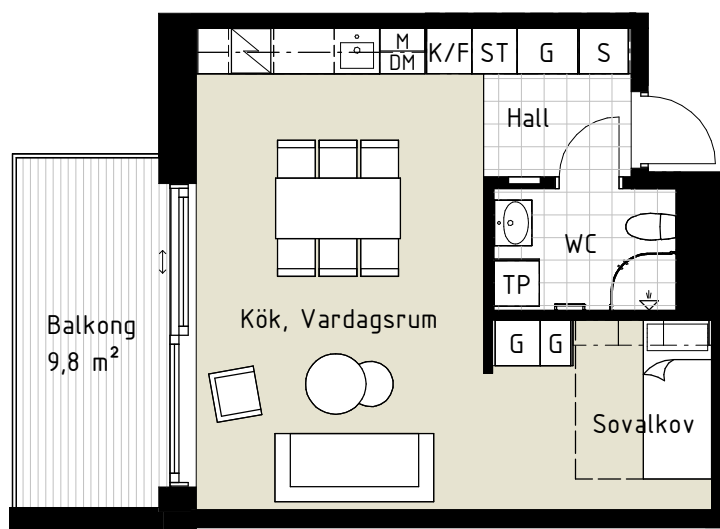 M
DM
K/F ST G S
Hall
WC
TP
Balkong
9,8 m²
Kök, Vardagsrum
G G
Sovalkov